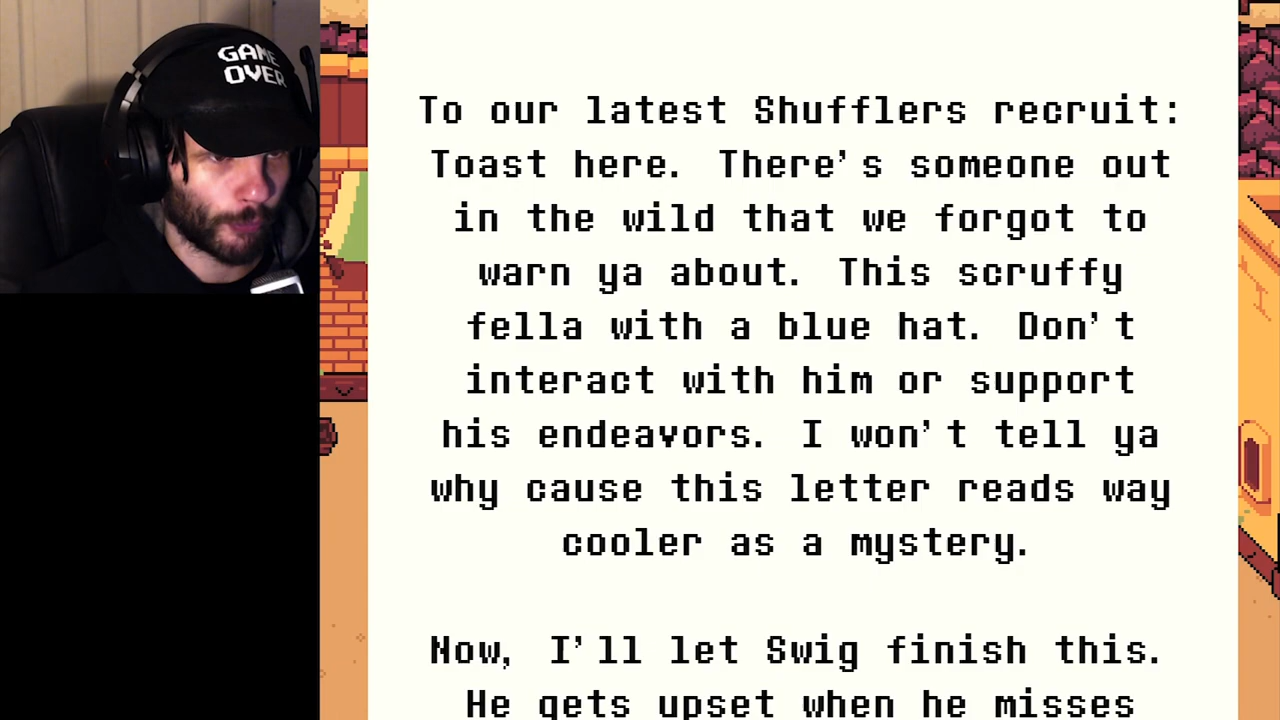 GAME
OVER
To our latest Shufflers recruit:
Toast here. There's someone out
in the wild that we forgot to
warn ya about. This scruffy
fella with a blue hat. Don't
interact with him or support
his endeavors. I won't tell ya
why cause this letter reads way
cooler as a mystery.
Now, I'll let Swig finish this.
He gets upset when he misses